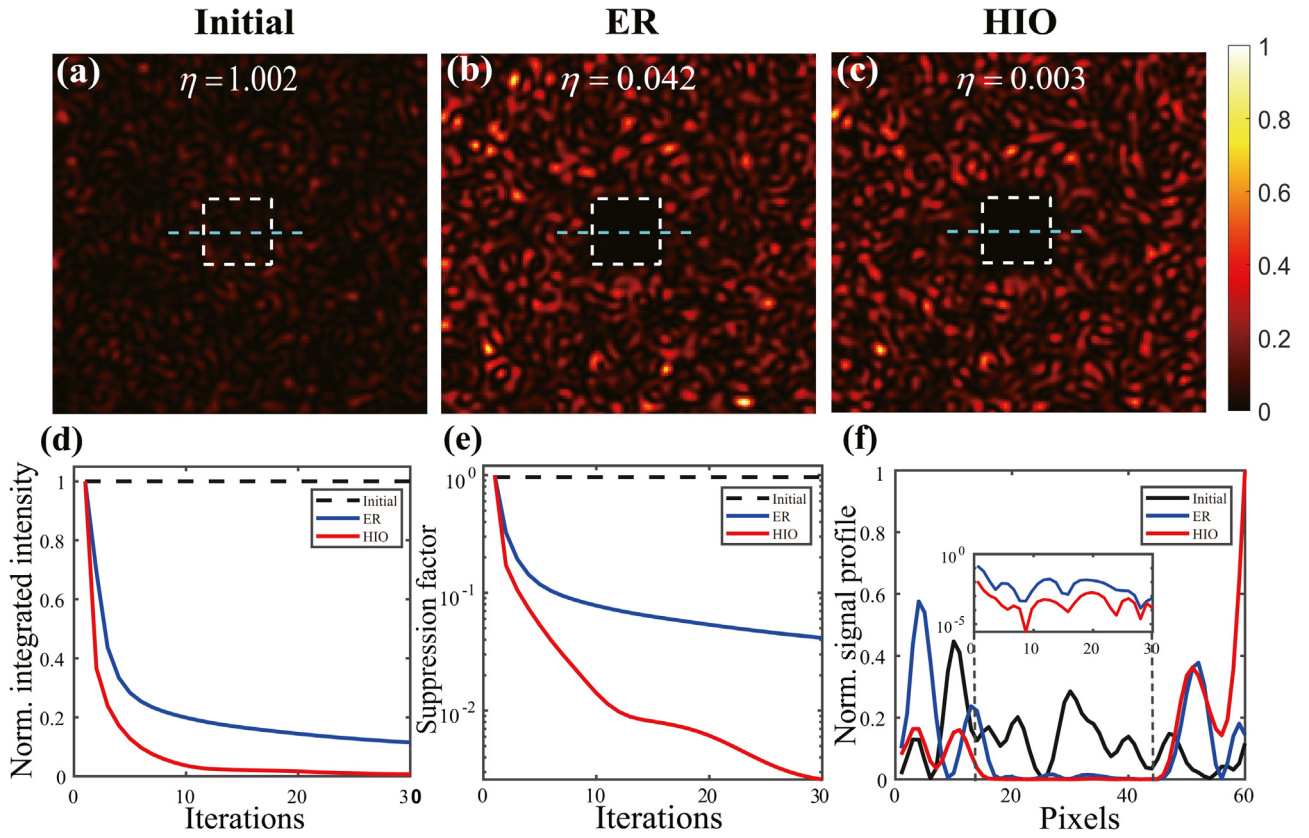 Initial
ER
HIO
(a)
η = 1.002
(b)
η = 0.042
(c)
η = 0.003
1
0.8
0.6
0.4
0.2
0
(d)
Norm. integrated intensity
1
0.8
0.6
0.4
0.2
0
0
10
20
30
Iterations
Initial
ER
HIO
(e)
Suppression factor
10^0
10^-1
10^-2
0
10
20
30
Iterations
Initial
ER
HIO
(f)
Norm. signal profile
1
0.8
0.6
0.4
0.2
0
0
20
40
60
Pixels
Initial
ER
HIO
10^0
10^-5
0
10
20
30